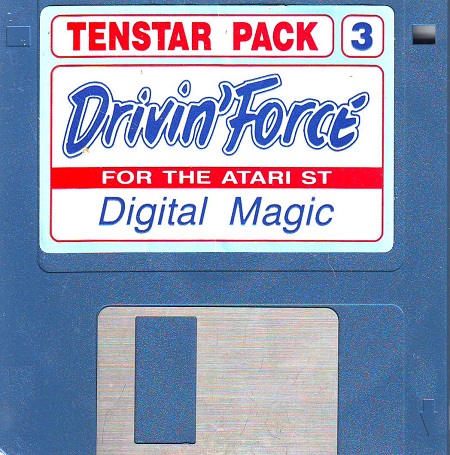 TENSTAR PACK 3
Drivin' Force
FOR THE ATARI ST
Digital Magic